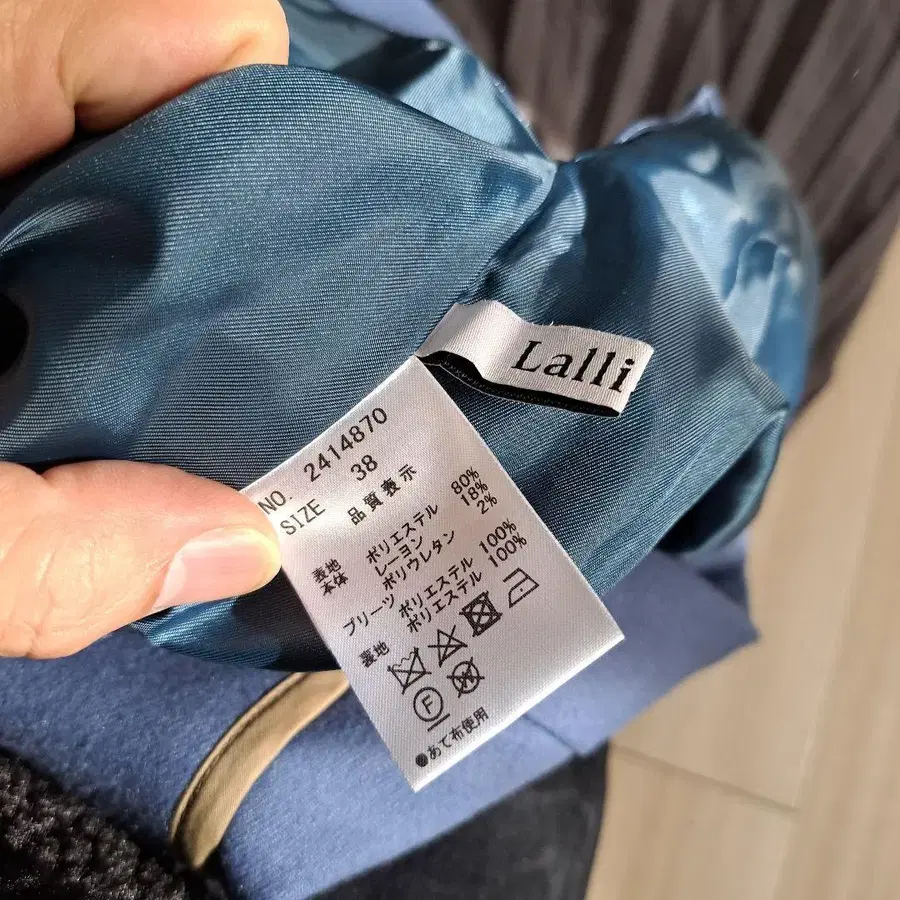 Lalli
NO. 2414870
SIZE 38
品質表示
表地
本体 ポリエステル 80%
レーヨン 18%
ポリウレタン 2%
プリーツ ポリエステル 100%
裏地 ポリエステル 100%
F
W
●あて布使用